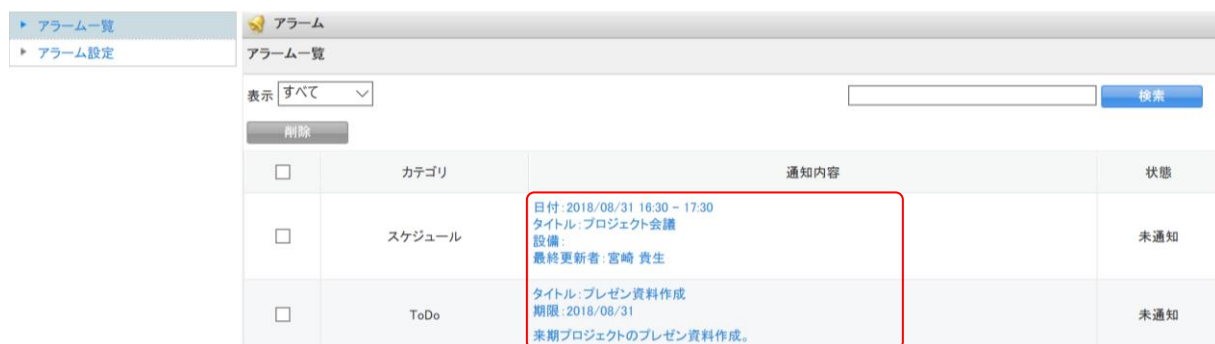 アラーム一覧
アラーム設定
アラーム
アラーム一覧
表示 すべて
検索
削除
カテゴリ 通知内容 状態
スケジュール
日付:2018/08/31 16:30 - 17:30
タイトル:プロジェクト会議
設備:
最終更新者:宮崎 貴生
未通知
ToDo
タイトル:プレゼン資料作成
期限:2018/08/31
来期プロジェクトのプレゼン資料作成。
未通知